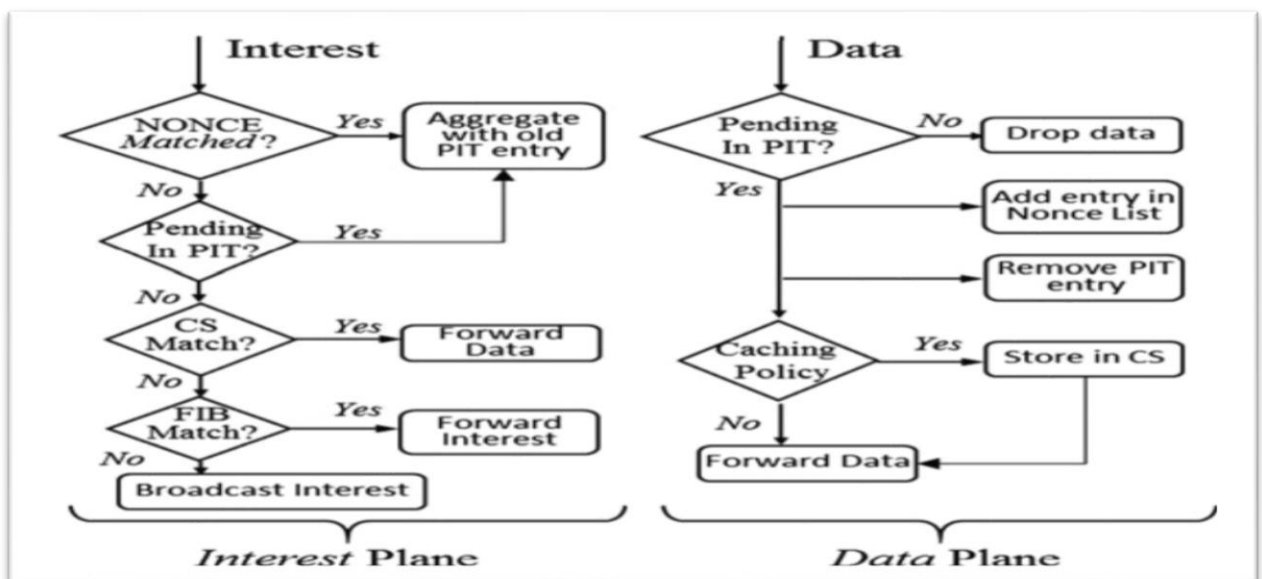 Interest
NONCE
Matched?
Yes
Aggregate
with old
PIT entry
No
Pending
In PIT?
Yes
No
CS
Match?
Yes
Forward
Data
No
FIB
Match?
Yes
Forward
Interest
No
Broadcast Interest
Interest Plane
Data
Pending
In PIT?
No
Drop data
Yes
Add entry in
Nonce List
Remove PIT
entry
Caching
Policy
Yes
Store in CS
No
Forward Data
Data Plane